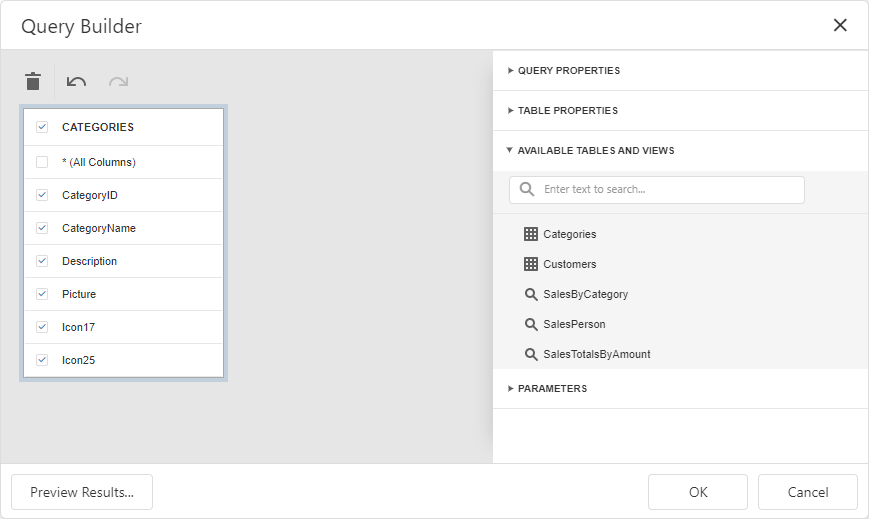 Query Builder
CATEGORIES
* (All Columns)
CategoryID
CategoryName
Description
Picture
Icon17
Icon25
QUERY PROPERTIES
TABLE PROPERTIES
AVAILABLE TABLES AND VIEWS
Enter text to search...
Categories
Customers
SalesByCategory
SalesPerson
SalesTotalsByAmount
PARAMETERS
Preview Results...
OK
Cancel